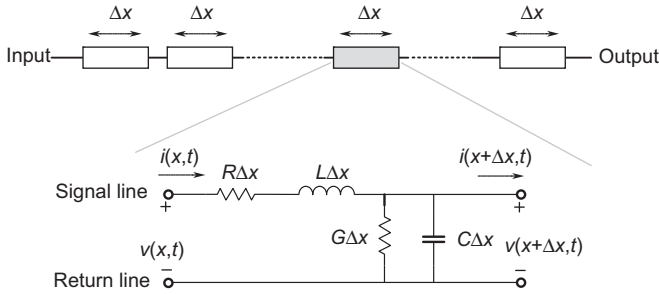 Δx Δx Δx Δx
Input Output
i(x,t) i(x+Δx,t)
RΔx LΔx
Signal line
+ +
GΔx CΔx
v(x,t) v(x+Δx,t)
− −
Return line